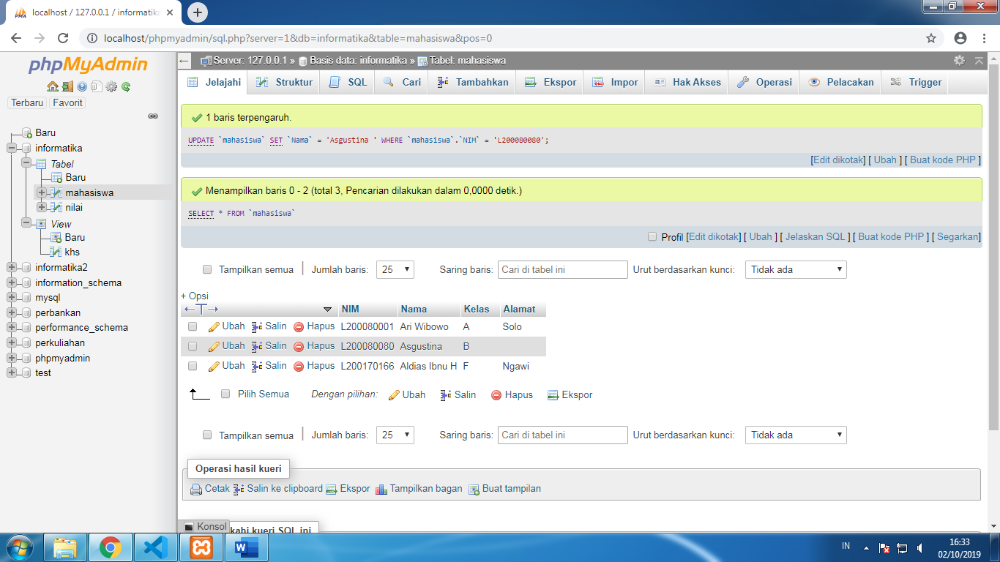 localhost / 127.0.0.1 / informatika
localhost/phpmyadmin/sql.php?server=1&db=informatika&table=mahasiswa&pos=0
phpMyAdmin
Terbaru Favorit
Baru
informatika
Tabel
Baru
mahasiswa
nilai
View
Baru
khs
informatika2
information_schema
mysql
perbankan
performance_schema
perkuliahan
phpmyadmin
test
Server: 127.0.0.1 » Basis data: informatika » Tabel: mahasiswa
Jelajahi Struktur SQL Cari Tambahkan Ekspor Impor Hak Akses Operasi Pelacakan Trigger
1 baris terpengaruh.
UPDATE `mahasiswa` SET `Nama` = 'Asgustina ' WHERE `mahasiswa`.`NIM` = 'L200080080';
[Edit dikotak] [ Ubah ] [ Buat kode PHP ]
Menampilkan baris 0 - 2 (total 3, Pencarian dilakukan dalam 0,0000 detik.)
SELECT * FROM `mahasiswa`
Profil [Edit dikotak] [ Ubah ] [ Jelaskan SQL ] [ Buat kode PHP ] [ Segarkan]
Tampilkan semua | Jumlah baris: 25 Saring baris: Cari di tabel ini Urut berdasarkan kunci: Tidak ada
+ Opsi
←T→ NIM Nama Kelas Alamat
Ubah Salin Hapus L200080001 Ari Wibowo A Solo
Ubah Salin Hapus L200080080 Asgustina B
Ubah Salin Hapus L200170166 Aldias Ibnu H F Ngawi
Pilih Semua Dengan pilihan: Ubah Salin Hapus Ekspor
Tampilkan semua | Jumlah baris: 25 Saring baris: Cari di tabel ini Urut berdasarkan kunci: Tidak ada
Operasi hasil kueri
Cetak Salin ke clipboard Ekspor Tampilkan bagan Buat tampilan
Konsol kahi kueri SQL ini
IN 16:33
02/10/2019